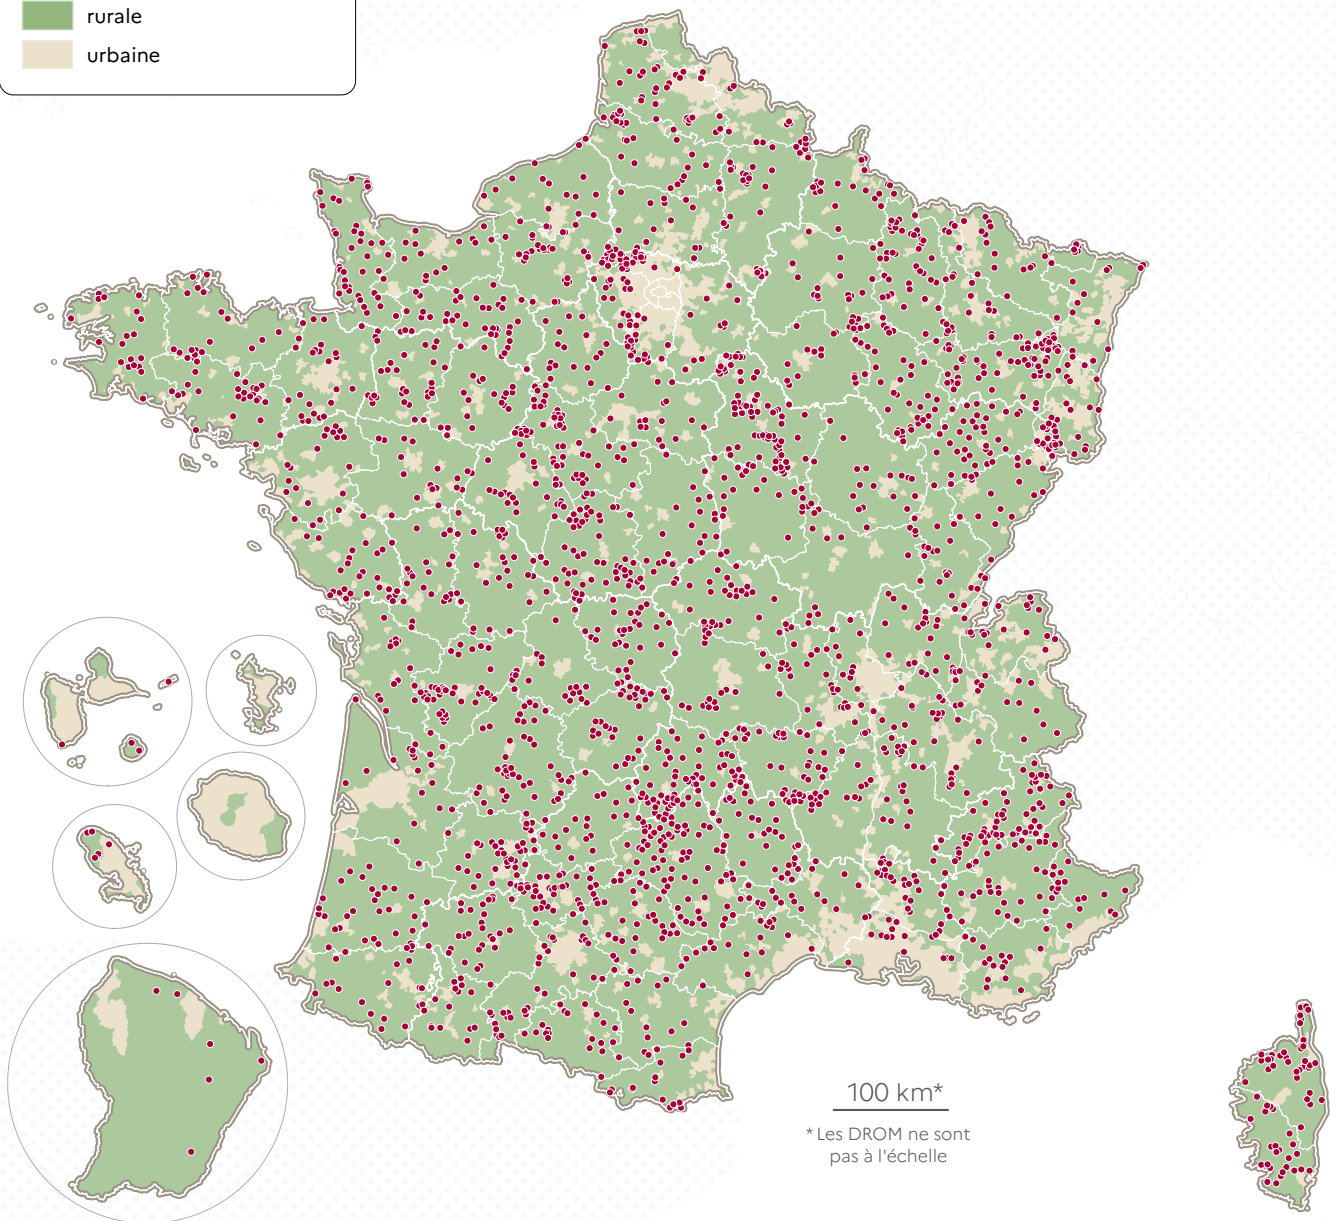 rurale
urbaine
100 km*
* Les DROM ne sont
pas à l'échelle